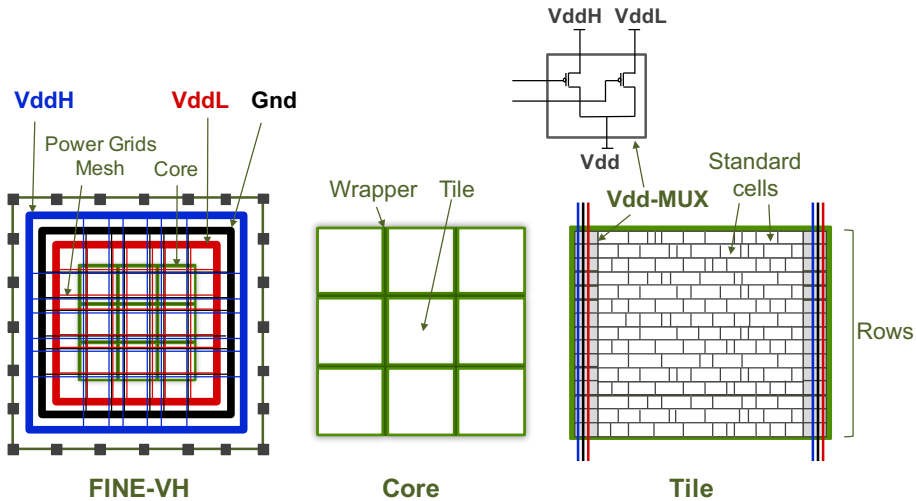 VddH VddL
Vdd
VddH VddL Gnd
Power Grids
Mesh
Core
Wrapper
Tile
Vdd-MUX
Standard
cells
Rows
FINE-VH
Core
Tile